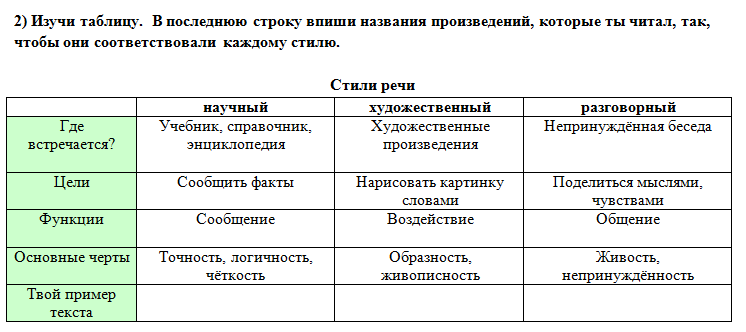 2) Изучи таблицу. В последнюю строку впиши названия произведений, которые ты читал, так,
чтобы они соответствовали каждому стилю.
Стили речи
научный художественный разговорный
Где Учебник, справочник, Художественные Непринуждённая беседа
встречается? энциклопедия произведения
Цели Сообщить факты Нарисовать картинку Поделиться мыслями,
словами чувствами
Функции Сообщение Воздействие Общение
Основные черты Точность, логичность, Образность, Живость,
чёткость живописность непринуждённость
Твой пример
текста